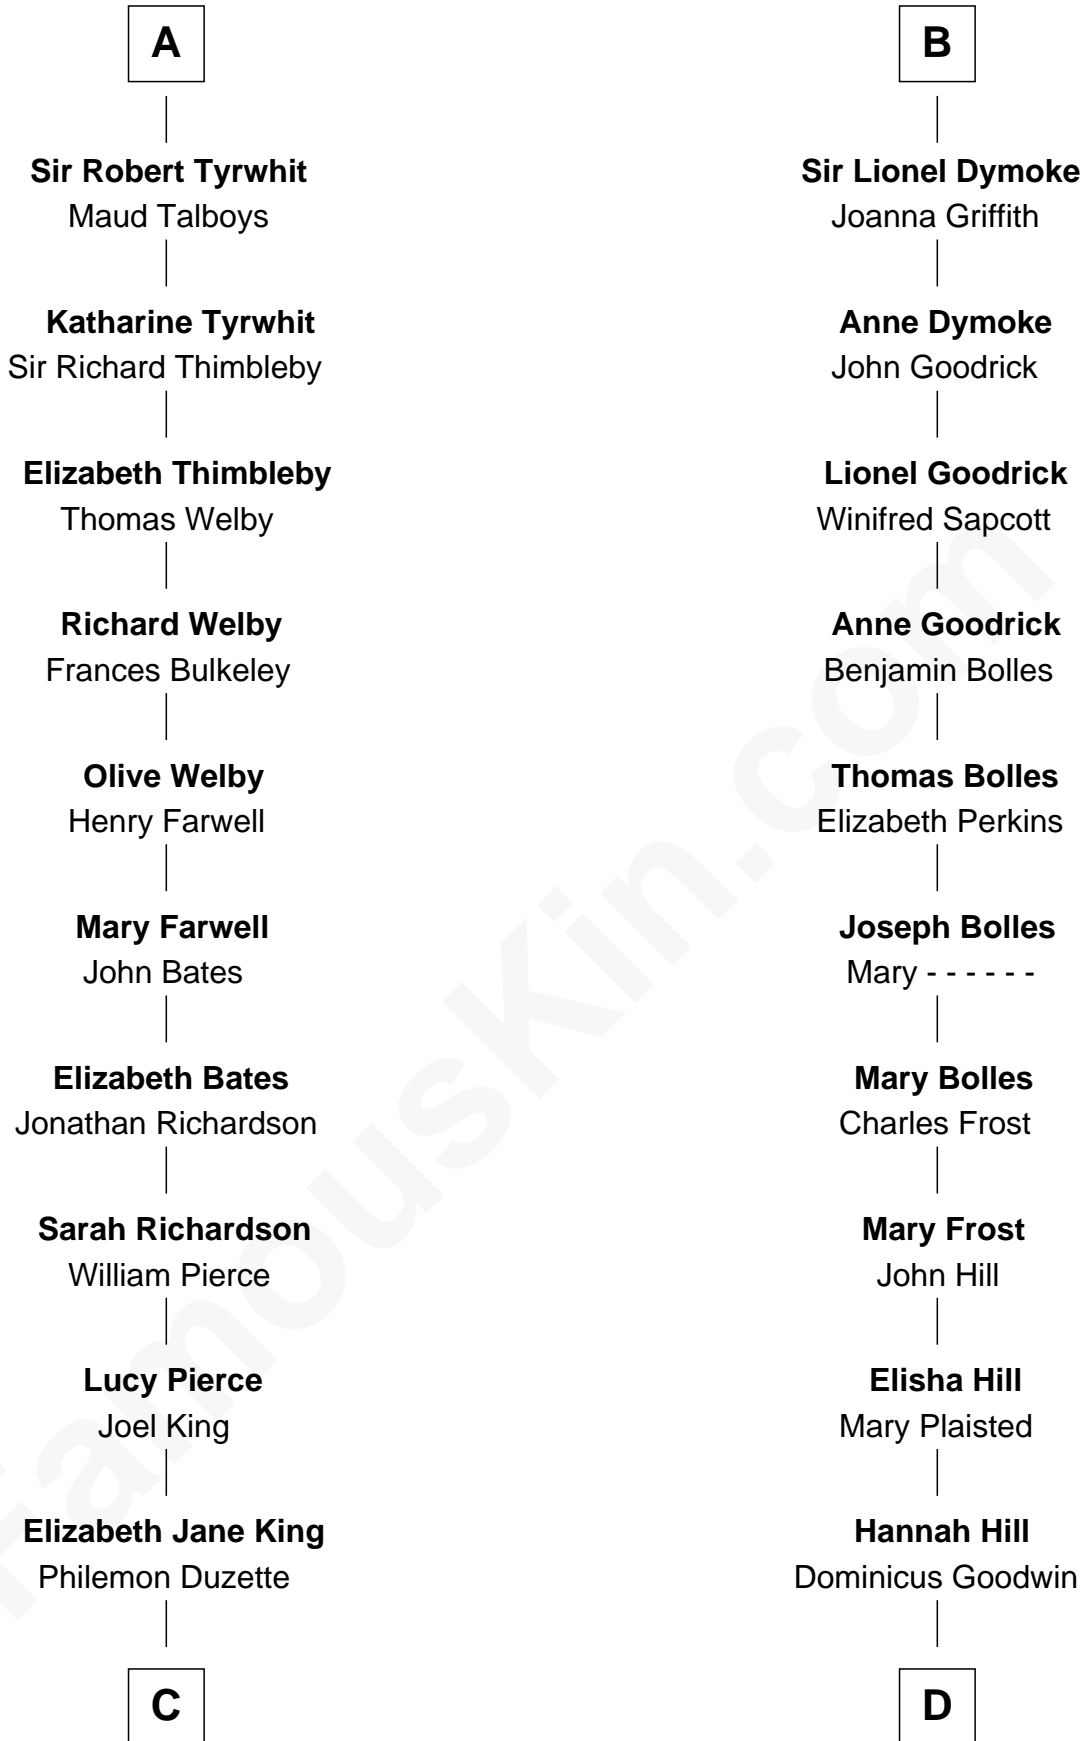 A
Sir Robert Tyrwhit
Maud Talboys
Katharine Tyrwhit
Sir Richard Thimbleby
Elizabeth Thimbleby
Thomas Welby
Richard Welby
Frances Bulkeley
Olive Welby
Henry Farwell
Mary Farwell
John Bates
Elizabeth Bates
Jonathan Richardson
Sarah Richardson
William Pierce
Lucy Pierce
Joel King
Elizabeth Jane King
Philemon Duzette
C
B
Sir Lionel Dymoke
Joanna Griffith
Anne Dymoke
John Goodrick
Lionel Goodrick
Winifred Sapcott
Anne Goodrick
Benjamin Bolles
Thomas Bolles
Elizabeth Perkins
Joseph Bolles
Mary - - - - - -
Mary Bolles
Charles Frost
Mary Frost
John Hill
Elisha Hill
Mary Plaisted
Hannah Hill
Dominicus Goodwin
D
FamousKin.com